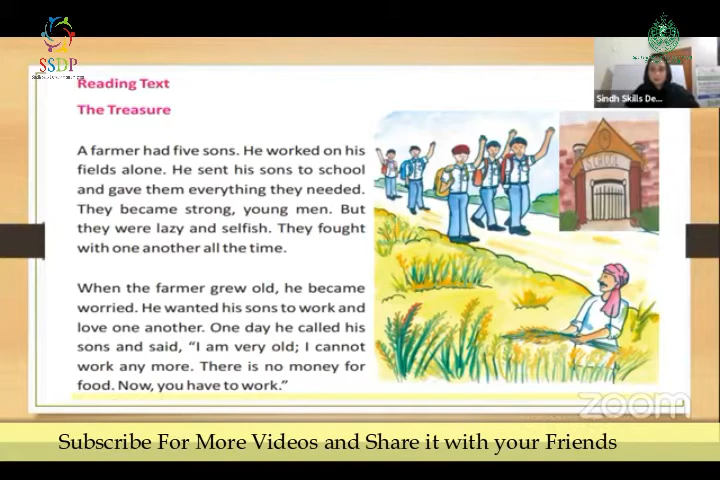 SSDP
Sindh Skills De...
Reading Text
The Treasure
A farmer had five sons. He worked on his
fields alone. He sent his sons to school
and gave them everything they needed.
They became strong, young men. But
they were lazy and selfish. They fought
with one another all the time.
When the farmer grew old, he became
worried. He wanted his sons to work and
love one another. One day he called his
sons and said, “I am very old; I cannot
work any more. There is no money for
food. Now, you have to work.”
SCHOOL
zoom
Subscribe For More Videos and Share it with your Friends